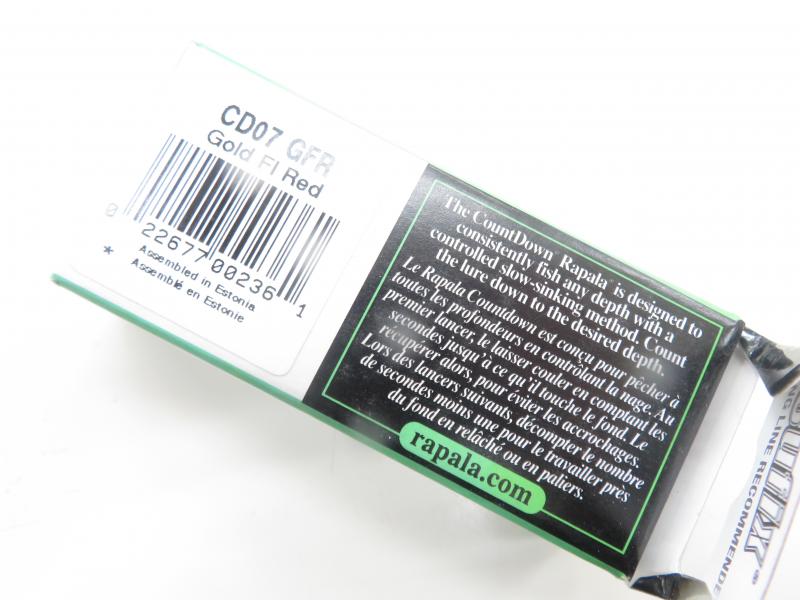 CD07 GFR
Gold Fl Red
0 22677 00236 1
* Assembled in Estonia
Assemblé en Estonie
The CountDown® Rapala® is designed to
consistently fish any depth with a
controlled slow-sinking method. Count
the lure down to the desired depth.
Le Rapala Countdown est conçu pour pêcher à
toutes les profondeurs en contrôlant la nage. Au
premier lancer, le laisser couler en comptant les
secondes jusqu'à ce qu'il touche le fond. Le
récupérer alors, pour éviter les accrochages.
Lors des lancers suivants, décompter le nombre
de secondes moins une pour le travailler près
du fond en relâché ou en paliers.
rapala.com
LINE RECOMMENDE